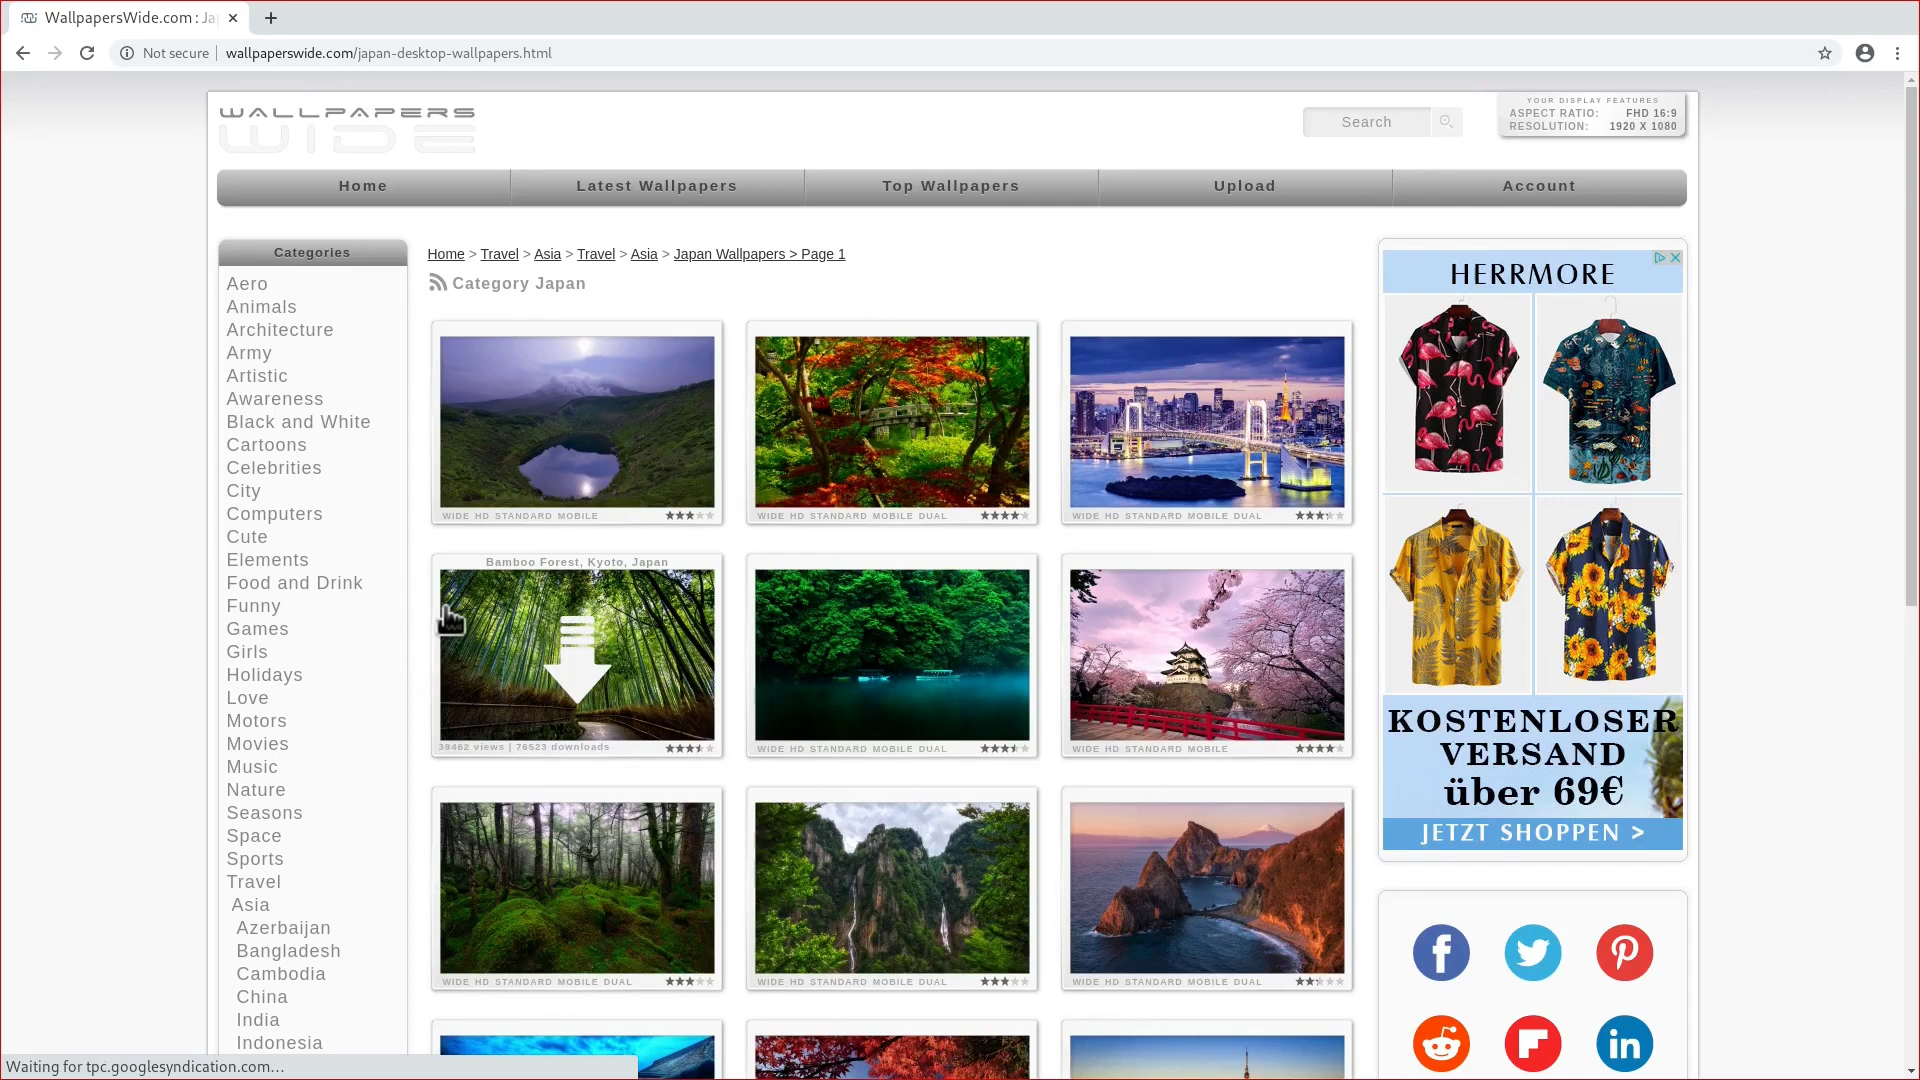 WallpapersWide.com : Ja
Not secure
wallpaperswide.com/japan-desktop-wallpapers.html
WALLPAPERS
WIDE
Search
YOUR DISPLAY FEATURES
ASPECT RATIO: FHD 16:9
RESOLUTION: 1920 X 1080
Home
Latest Wallpapers
Top Wallpapers
Upload
Account
Categories
Aero
Animals
Architecture
Army
Artistic
Awareness
Black and White
Cartoons
Celebrities
City
Computers
Cute
Elements
Food and Drink
Funny
Games
Girls
Holidays
Love
Motors
Movies
Music
Nature
Seasons
Space
Sports
Travel
Asia
Azerbaijan
Bangladesh
Cambodia
China
India
Indonesia
Home > Travel > Asia > Travel > Asia > Japan Wallpapers > Page 1
Category Japan
WIDE HD STANDARD MOBILE
WIDE HD STANDARD MOBILE DUAL
WIDE HD STANDARD MOBILE DUAL
Bamboo Forest, Kyoto, Japan
39462 views | 76523 downloads
WIDE HD STANDARD MOBILE DUAL
WIDE HD STANDARD MOBILE
WIDE HD STANDARD MOBILE DUAL
WIDE HD STANDARD MOBILE DUAL
WIDE HD STANDARD MOBILE DUAL
HERRMORE
KOSTENLOSER
VERSAND
über 69€
JETZT SHOPPEN >
Waiting for tpc.googlesyndication.com...